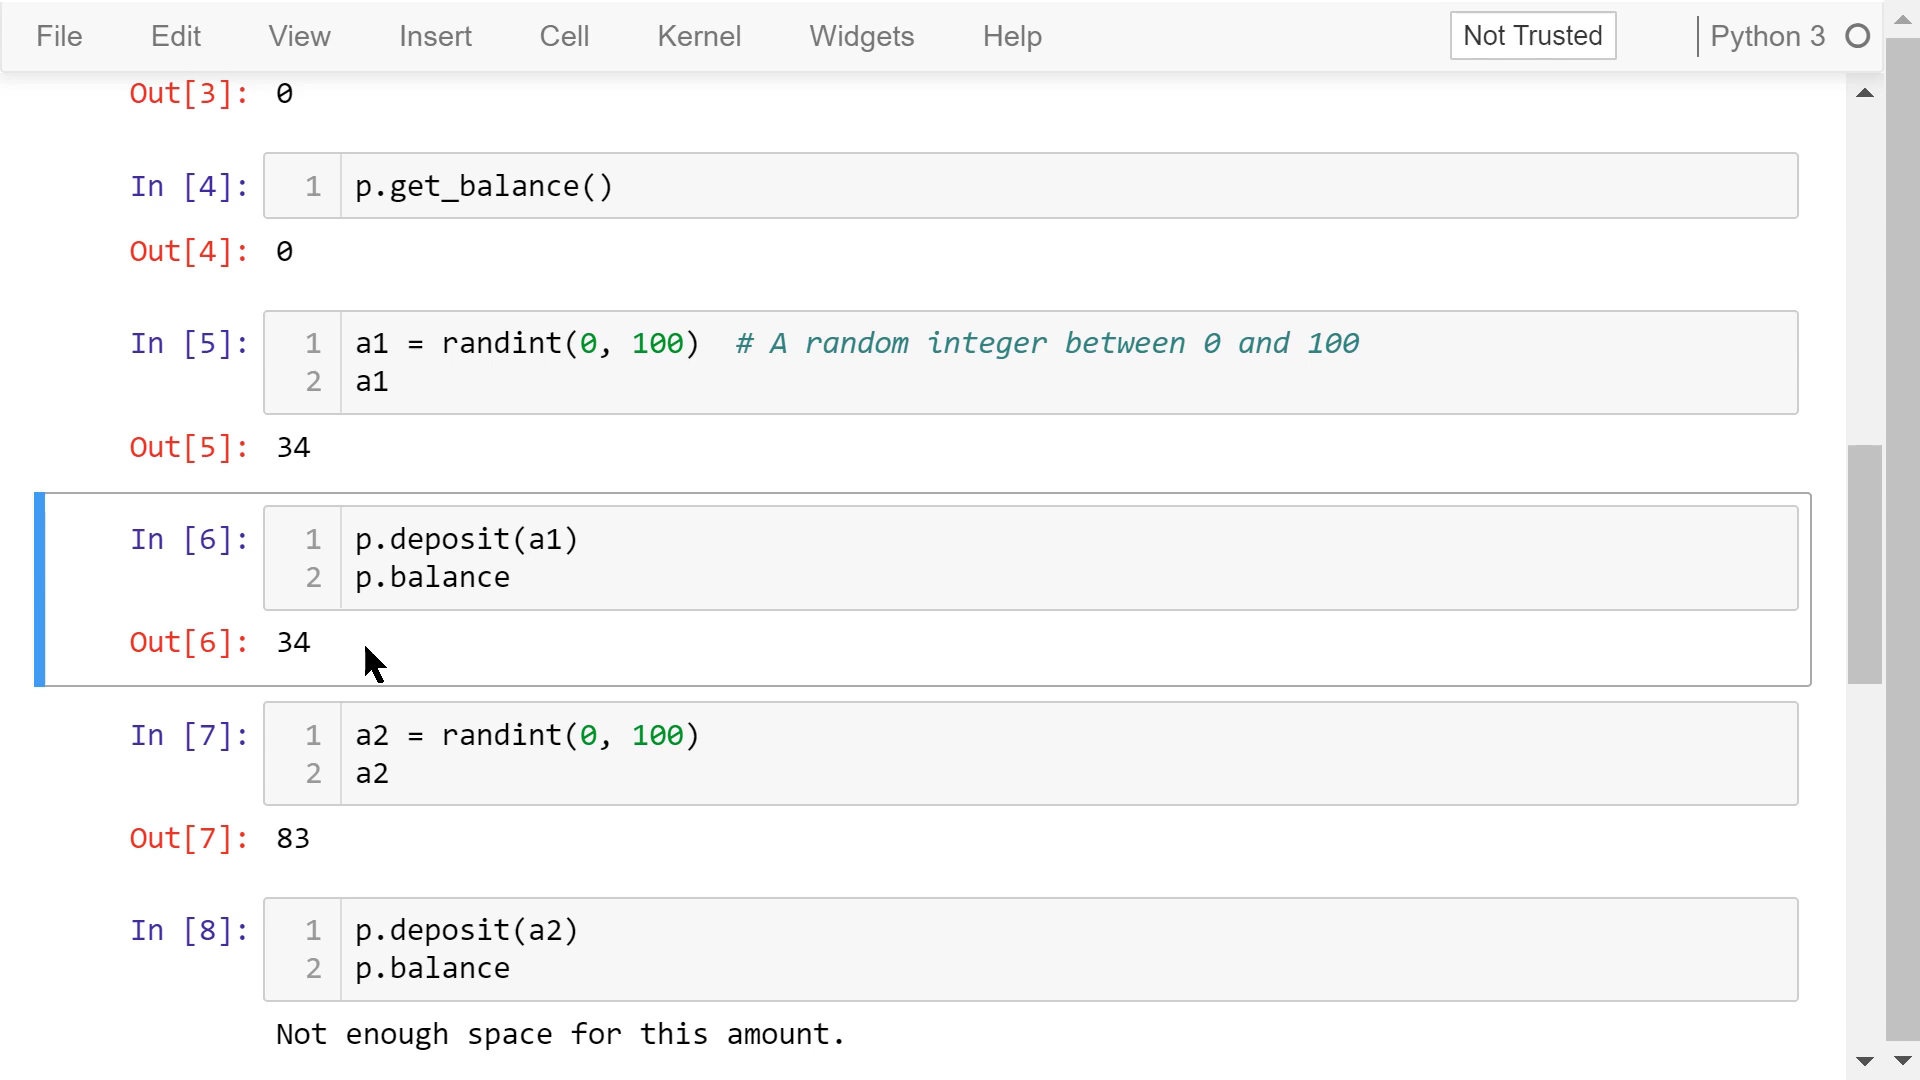 File Edit View Insert Cell Kernel Widgets Help Not Trusted Python 3
Out[3]: 0
In [4]: 1 p.get_balance()
Out[4]: 0
In [5]: 1 a1 = randint(0, 100)  # A random integer between 0 and 100
2 a1
Out[5]: 34
In [6]: 1 p.deposit(a1)
2 p.balance
Out[6]: 34
In [7]: 1 a2 = randint(0, 100)
2 a2
Out[7]: 83
In [8]: 1 p.deposit(a2)
2 p.balance
Not enough space for this amount.